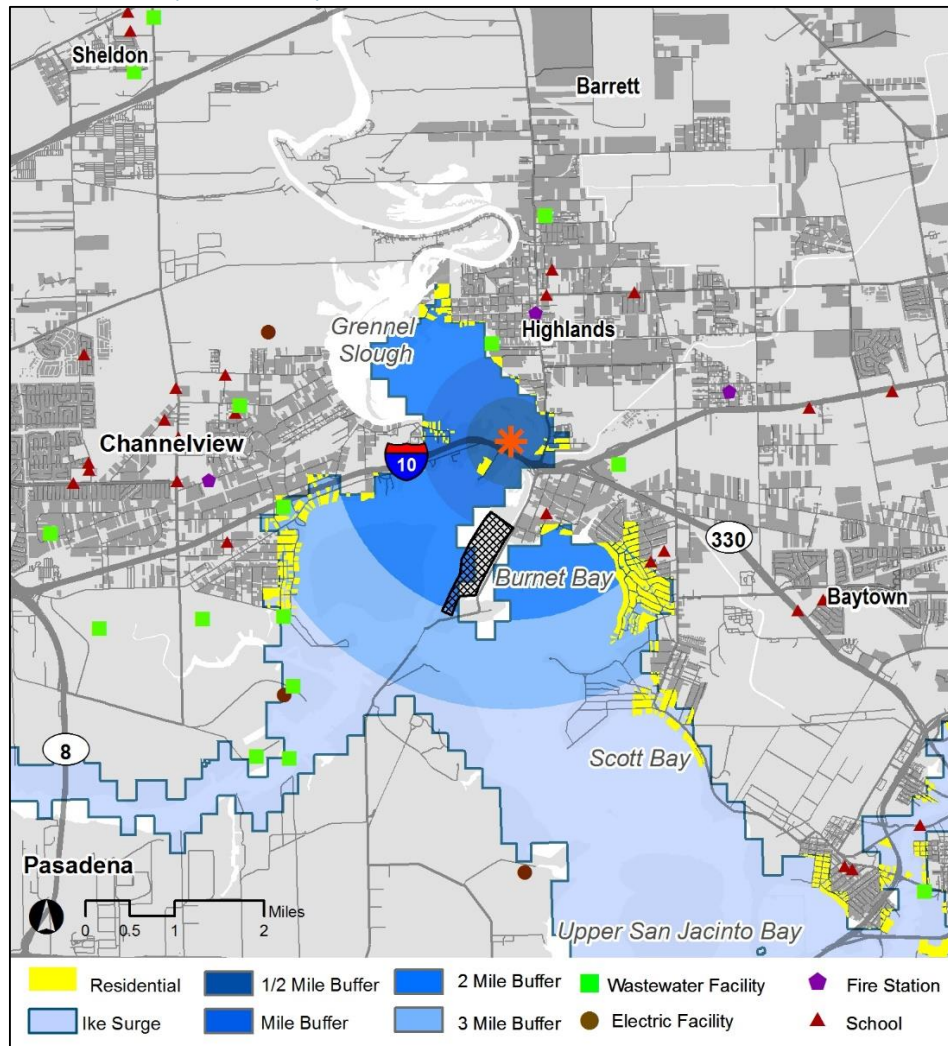 Sheldon
Barrett
Grennel
Slough
Highlands
Channelview
10
330
Burnet Bay
Baytown
8
Scott Bay
Pasadena
Miles
0 0.5 1 2
Upper San Jacinto Bay
Residential
1/2 Mile Buffer
2 Mile Buffer
Wastewater Facility
Fire Station
Ike Surge
Mile Buffer
3 Mile Buffer
Electric Facility
School